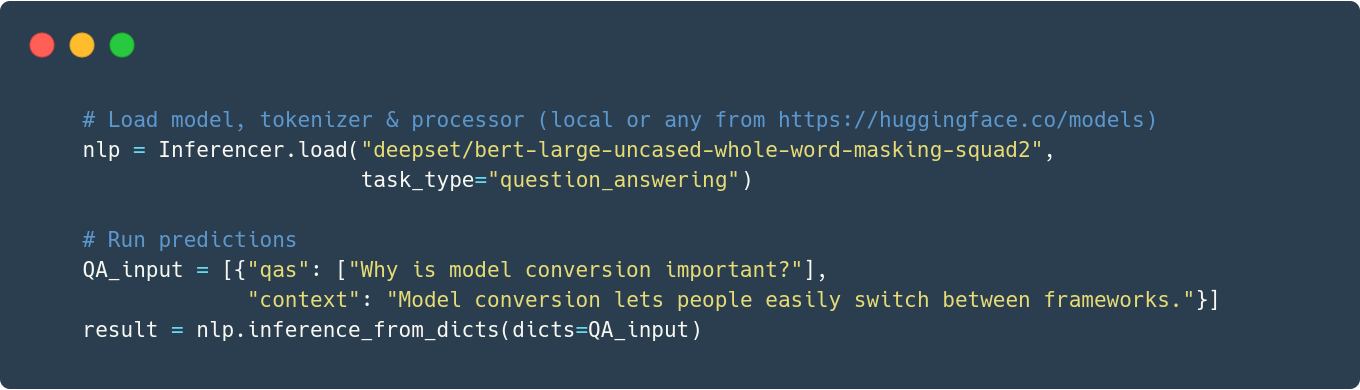 # Load model, tokenizer & processor (local or any from https://huggingface.co/models)
nlp = Inferencer.load("deepset/bert-large-uncased-whole-word-masking-squad2",
                      task_type="question_answering")

# Run predictions
QA_input = [{"qas": ["Why is model conversion important?"],
             "context": "Model conversion lets people easily switch between frameworks."}]
result = nlp.inference_from_dicts(dicts=QA_input)